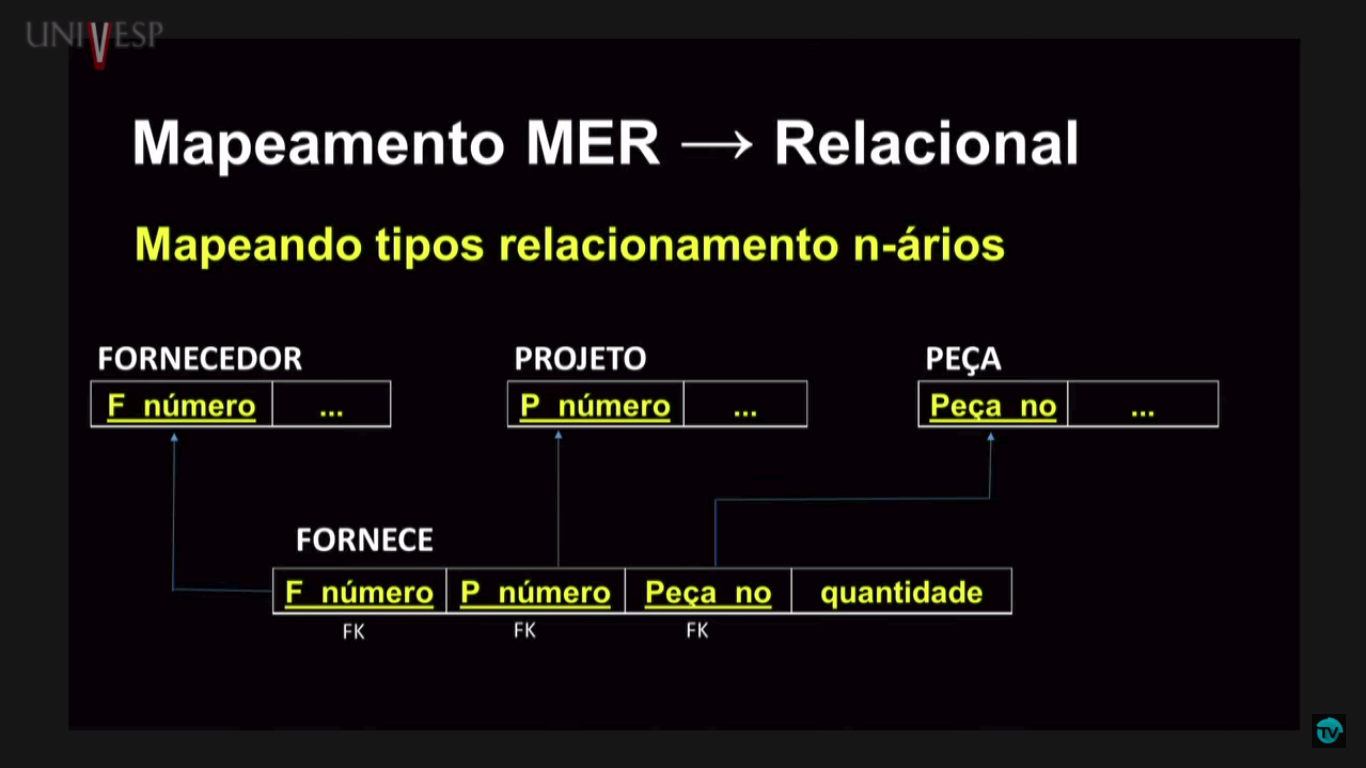 UNIVESP
Mapeamento MER → Relacional
Mapeando tipos relacionamento n-ários
FORNECEDOR PROJETO PEÇA
F_número ... P_número ... Peça_no ...
FORNECE
F_número P_número Peça_no quantidade
FK FK FK
TV